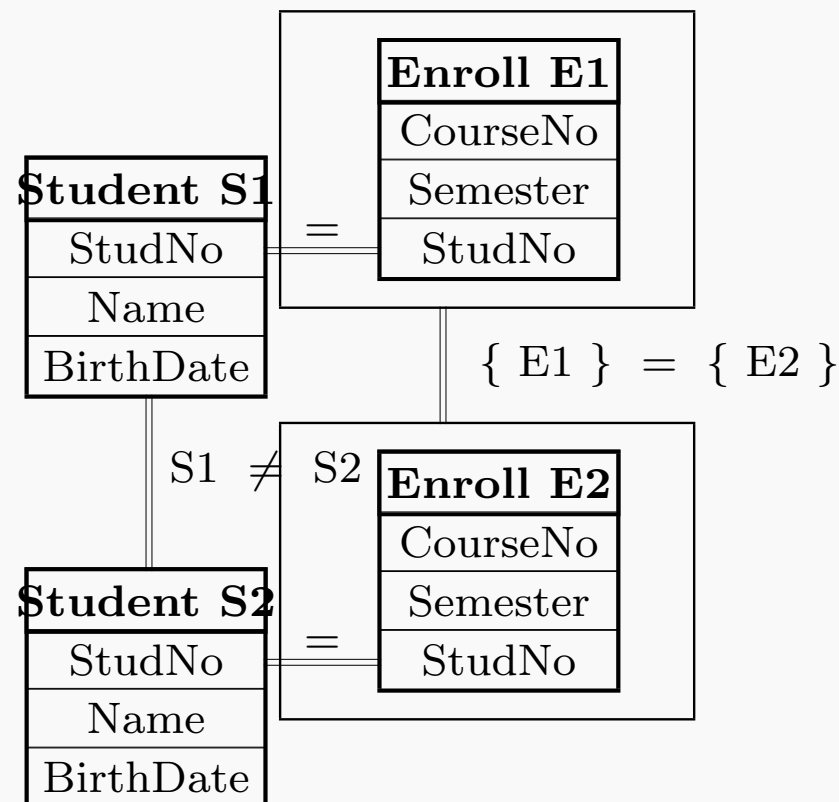 Enroll E1
CourseNo
Semester
StudNo
Student S1
StudNo
Name
BirthDate
=
{ E1 } = { E2 }
S1 ≠ S2
Enroll E2
CourseNo
Semester
StudNo
Student S2
StudNo
Name
BirthDate
=